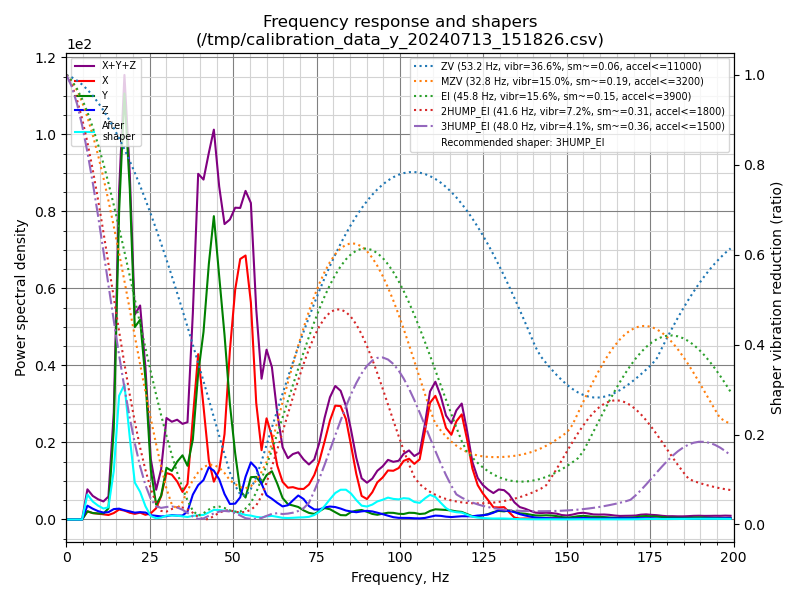 Frequency response and shapers
(/tmp/calibration_data_y_20240713_151826.csv)
1e2
X+Y+Z
X
Y
Z
After
shaper
ZV (53.2 Hz, vibr=36.6%, sm~=0.06, accel<=11000)
MZV (32.8 Hz, vibr=15.0%, sm~=0.19, accel<=3200)
EI (45.8 Hz, vibr=15.6%, sm~=0.15, accel<=3900)
2HUMP_EI (41.6 Hz, vibr=7.2%, sm~=0.31, accel<=1800)
3HUMP_EI (48.0 Hz, vibr=4.1%, sm~=0.36, accel<=1500)
Recommended shaper: 3HUMP_EI
1.2
1.0
0.8
0.6
0.4
0.2
0.0
Power spectral density
1.0
0.8
0.6
0.4
0.2
0.0
Shaper vibration reduction (ratio)
0 25 50 75 100 125 150 175 200
Frequency, Hz